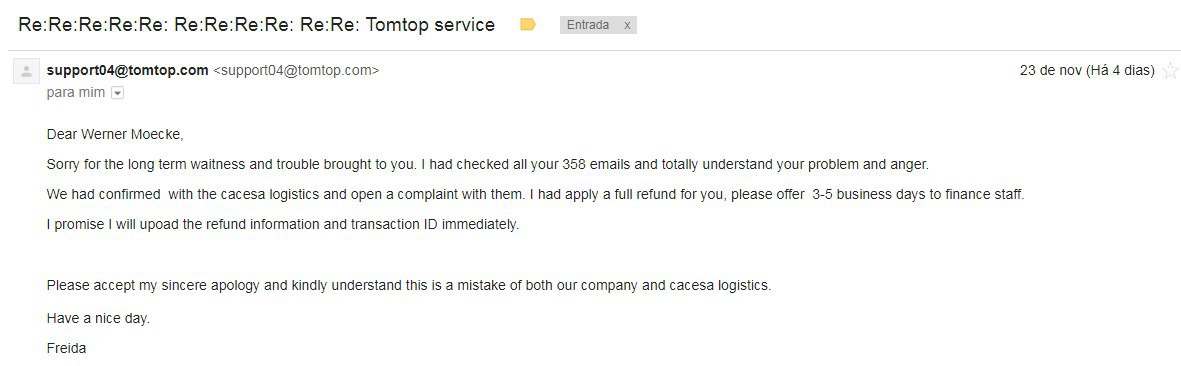 Re:Re:Re:Re:Re: Re:Re:Re:Re: Re:Re: Tomtop service Entrada x
support04@tomtop.com <support04@tomtop.com> 23 de nov (Há 4 dias)
para mim
Dear Werner Moecke,
Sorry for the long term waitness and trouble brought to you. I had checked all your 358 emails and totally understand your problem and anger.
We had confirmed  with the cacesa logistics and open a complaint with them. I had apply a full refund for you, please offer  3-5 business days to finance staff.
I promise I will upoad the refund information and transaction ID immediately.
Please accept my sincere apology and kindly understand this is a mistake of both our company and cacesa logistics.
Have a nice day.
Freida